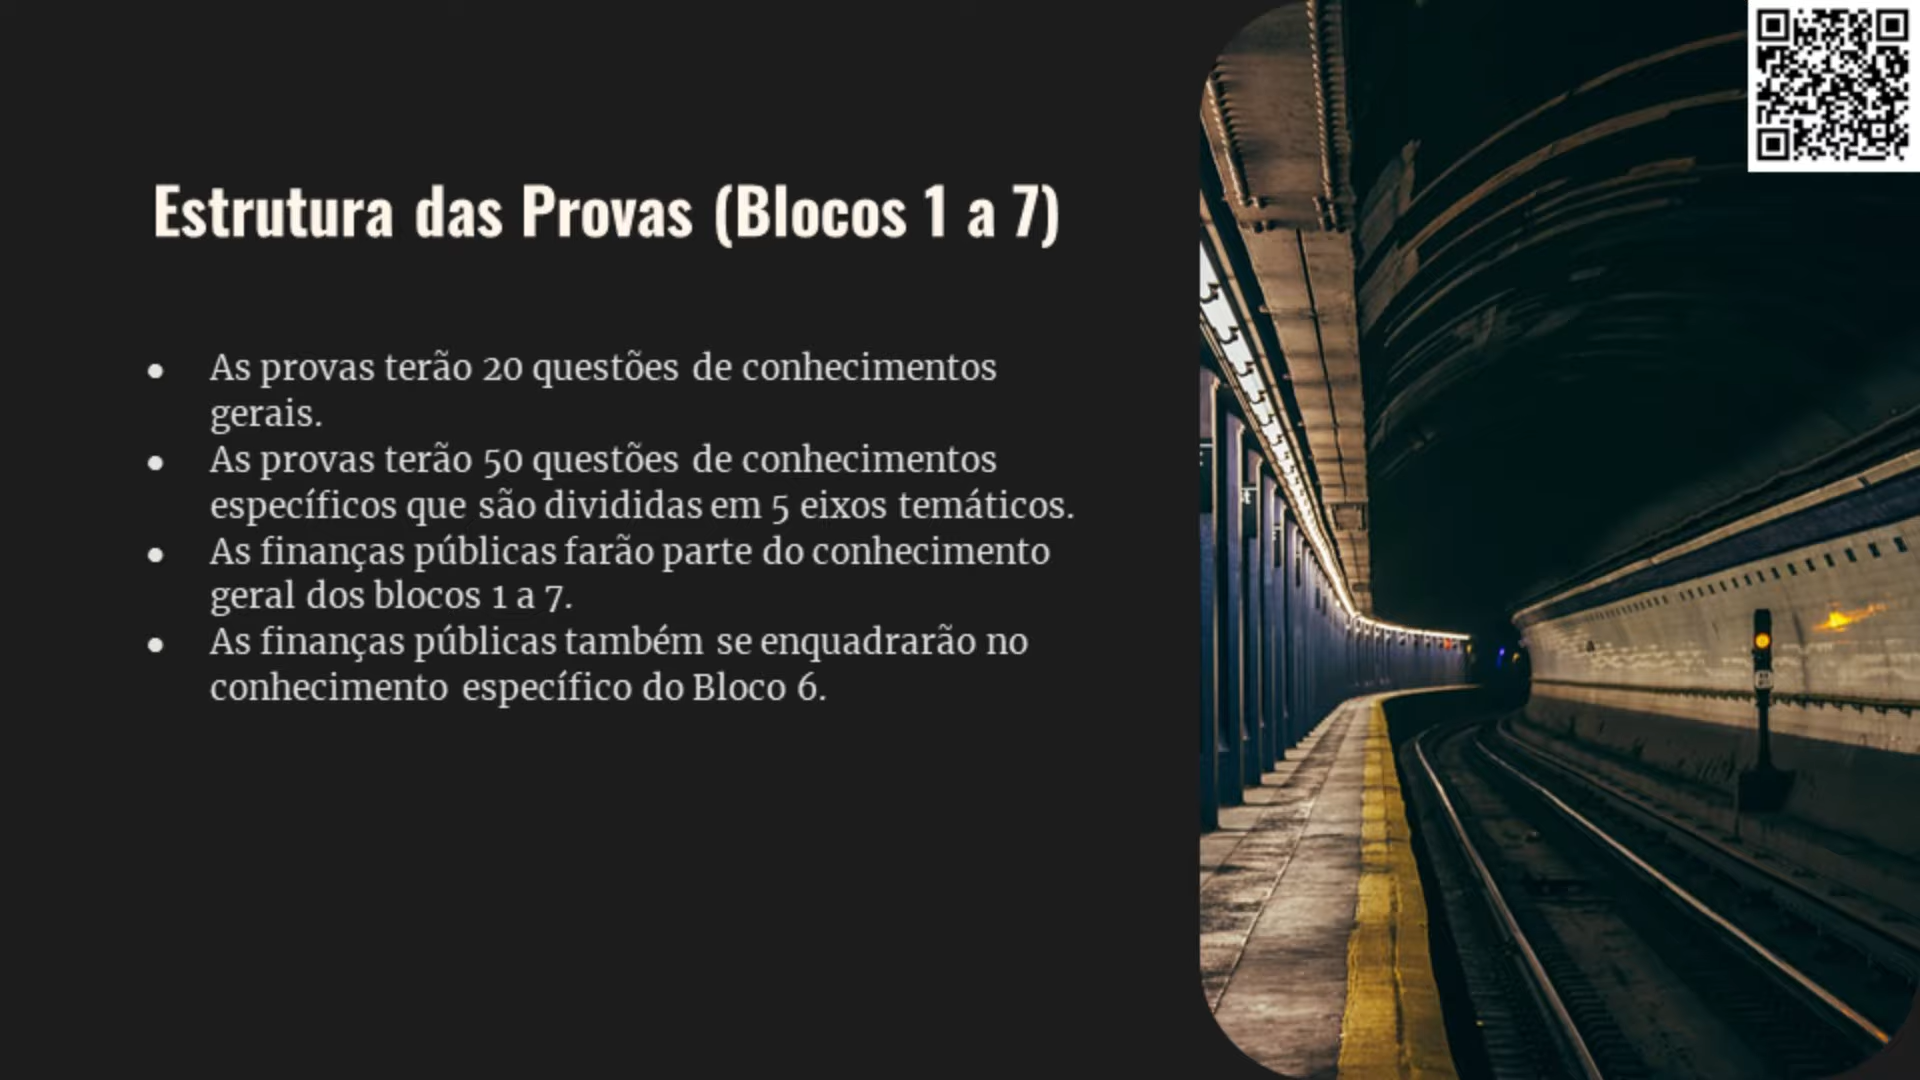 Estrutura das Provas (Blocos 1 a 7)
● As provas terão 20 questões de conhecimentos
gerais.
● As provas terão 50 questões de conhecimentos
específicos que são divididas em 5 eixos temáticos.
● As finanças públicas farão parte do conhecimento
geral dos blocos 1 a 7.
● As finanças públicas também se enquadrarão no
conhecimento específico do Bloco 6.